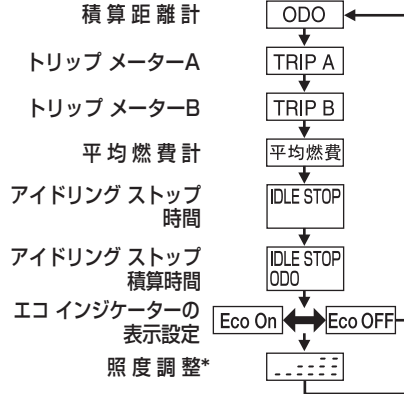 積算距離計 ODO
トリップ メーターA TRIP A
トリップ メーターB TRIP B
平均燃費計 平均燃費
アイドリング ストップ
時間
IDLE STOP
アイドリング ストップ
積算時間
IDLE STOP
ODO
エコ インジケーターの
表示設定
Eco On Eco OFF
照度調整*